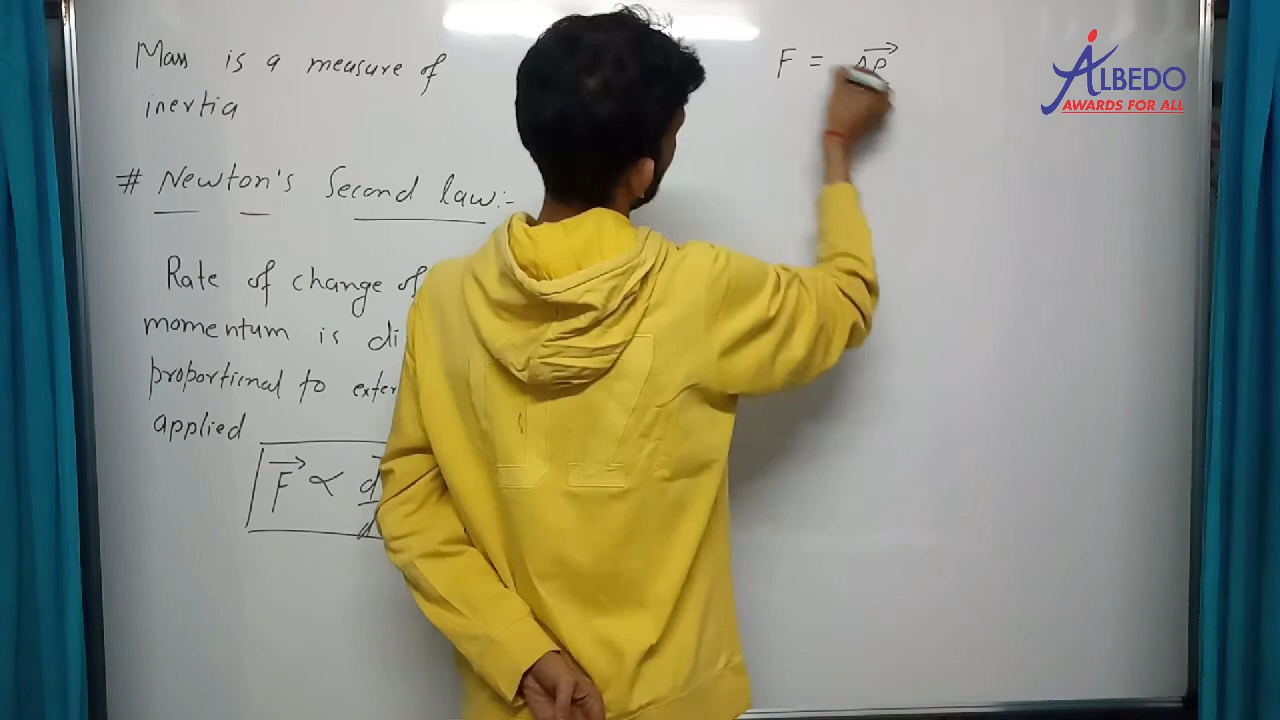 Mass is a measure of
inertia
# Newton's Second law:-
Rate of change of
momentum is di
proportional to exter
applied
F⃗ ∝ d
d
F = Δp⃗
ALBEDO
AWARDS FOR ALL